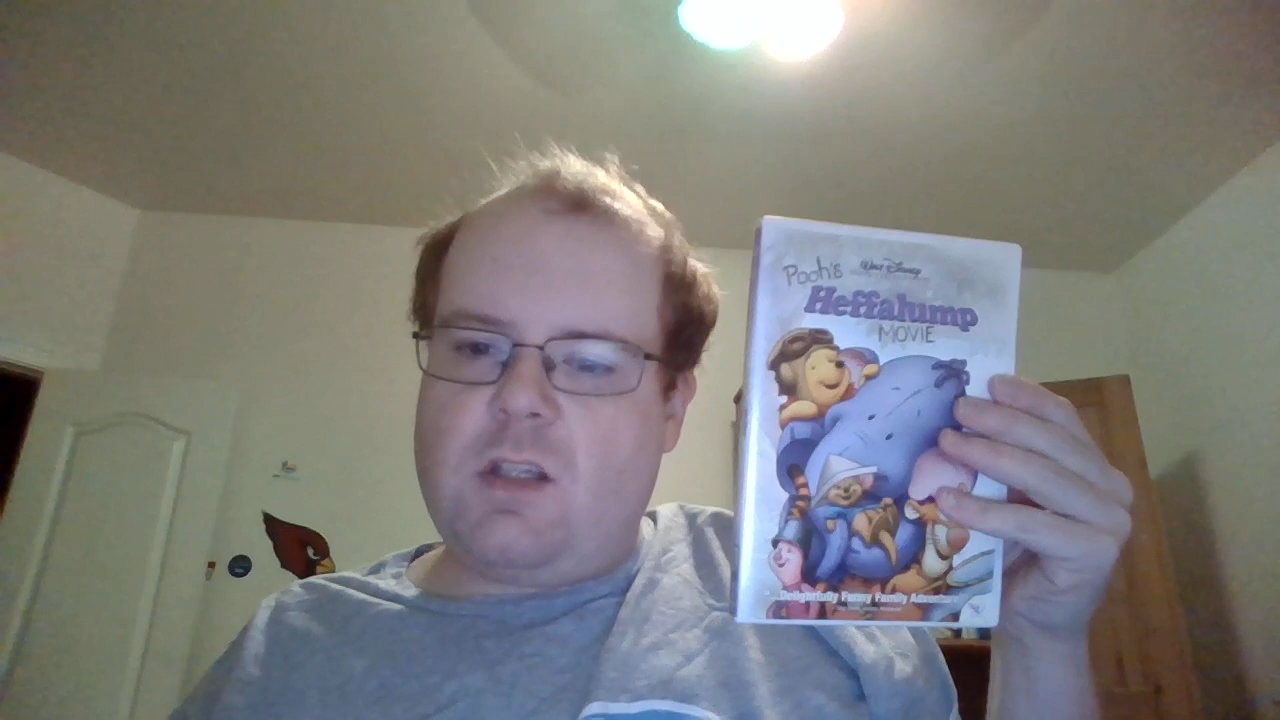 Pooh's Walt Disney
Heffalump
MOVIE
"...Delightfully Funny Family Adventure